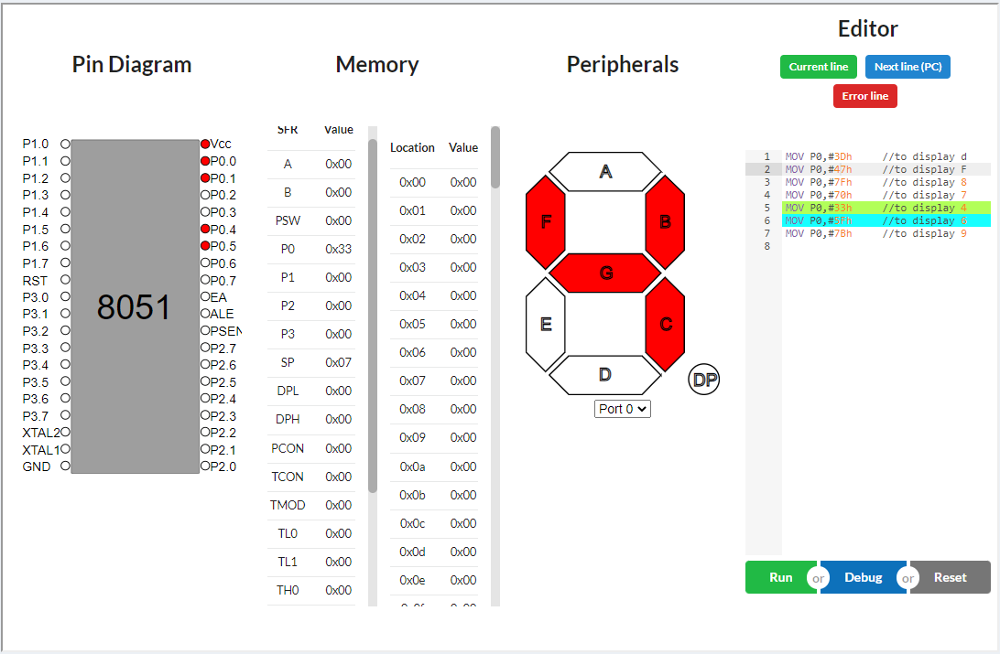 Editor
Pin Diagram
Memory
Peripherals
Current line
Next line (PC)
Error line
P1.0
P1.1
P1.2
P1.3
P1.4
P1.5
P1.6
P1.7
RST
P3.0
P3.1
P3.2
P3.3
P3.4
P3.5
P3.6
P3.7
XTAL2
XTAL1
GND
8051
Vcc
P0.0
P0.1
P0.2
P0.3
P0.4
P0.5
P0.6
P0.7
EA
ALE
PSEN
P2.7
P2.6
P2.5
P2.4
P2.3
P2.2
P2.1
P2.0
SFR Value
A 0x00
B 0x00
PSW 0x00
P0 0x33
P1 0x00
P2 0x00
P3 0x00
SP 0x07
DPL 0x00
DPH 0x00
PCON 0x00
TCON 0x00
TMOD 0x00
TL0 0x00
TL1 0x00
TH0 0x00
Location Value
0x00 0x00
0x01 0x00
0x02 0x00
0x03 0x00
0x04 0x00
0x05 0x00
0x06 0x00
0x07 0x00
0x08 0x00
0x09 0x00
0x0a 0x00
0x0b 0x00
0x0c 0x00
0x0d 0x00
0x0e 0x00
0x0f 0x00
A
F B
G
E C
D
DP
Port 0
1 MOV P0,#3Dh //to display d
2 MOV P0,#47h //to display F
3 MOV P0,#7Fh //to display 8
4 MOV P0,#70h //to display 7
5 MOV P0,#33h //to display 4
6 MOV P0,#5Fh //to display 6
7 MOV P0,#7Bh //to display 9
8
Run or Debug or Reset